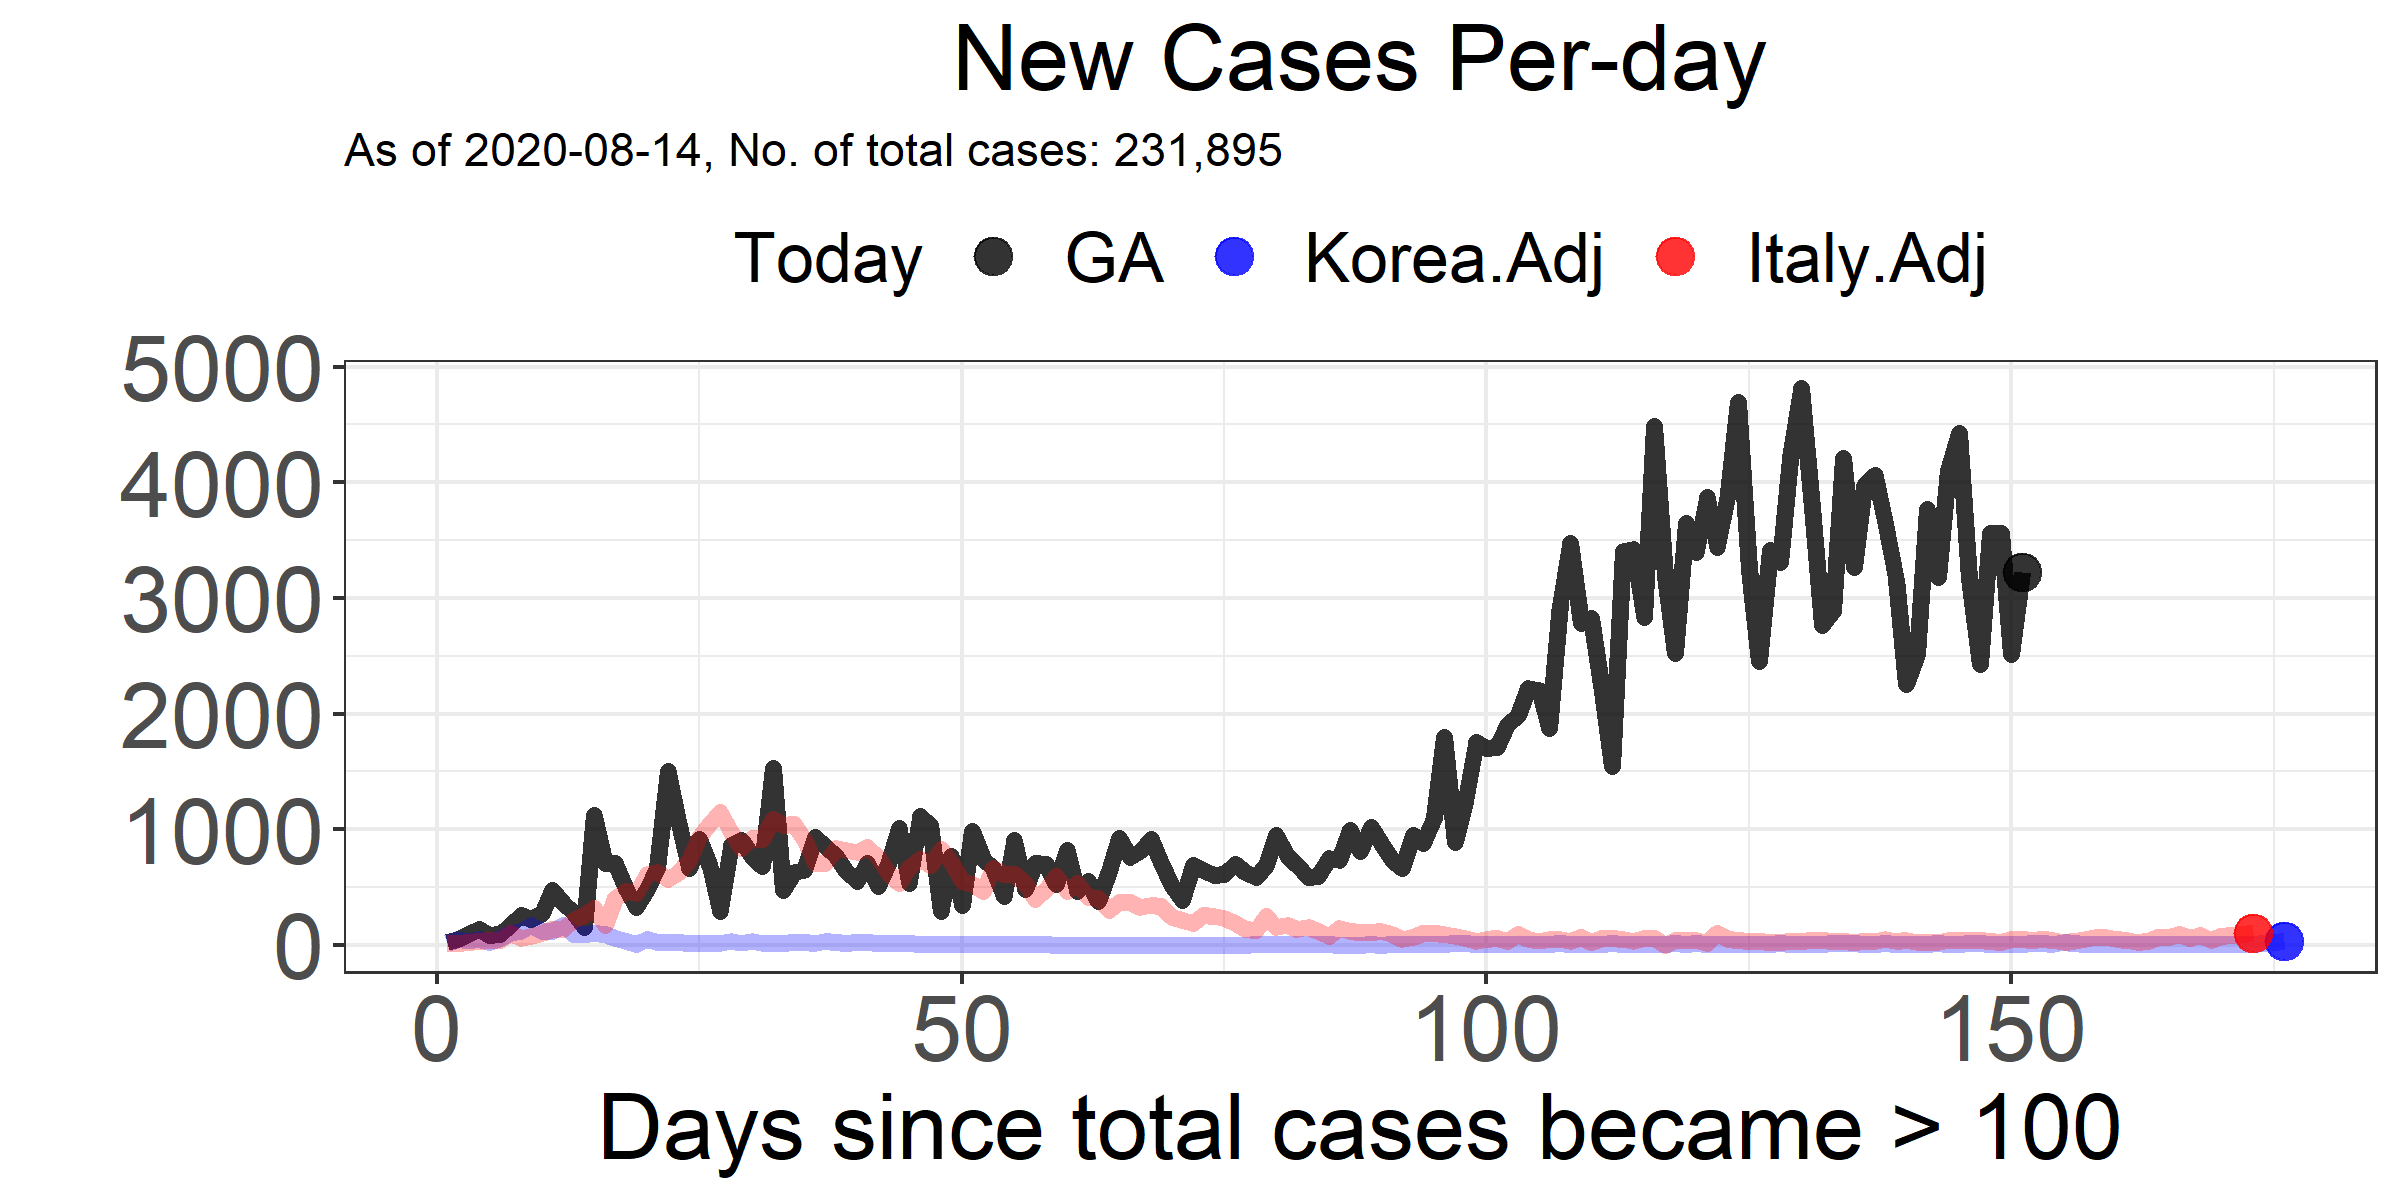 New Cases Per-day
As of 2020-08-14, No. of total cases: 231,895
Today GA Korea.Adj Italy.Adj
5000
4000
3000
2000
1000
0
0 50 100 150
Days since total cases became > 100